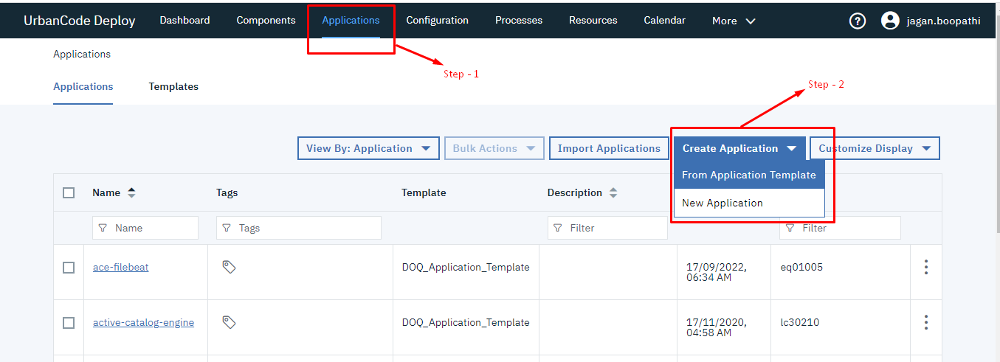 UrbanCode Deploy Dashboard Components Applications Configuration Processes Resources Calendar More ? jagan.boopathi
Applications
Step - 1
Applications Templates
Step - 2
View By: Application Bulk Actions Import Applications Create Application Customize Display
From Application Template
Name Tags Template Description
New Application
Name Tags Filter Filter
ace-filebeat DOQ_Application_Template 17/09/2022, eq01005
06:34 AM
active-catalog-engine DOQ_Application_Template 17/11/2020, lc30210
04:58 AM